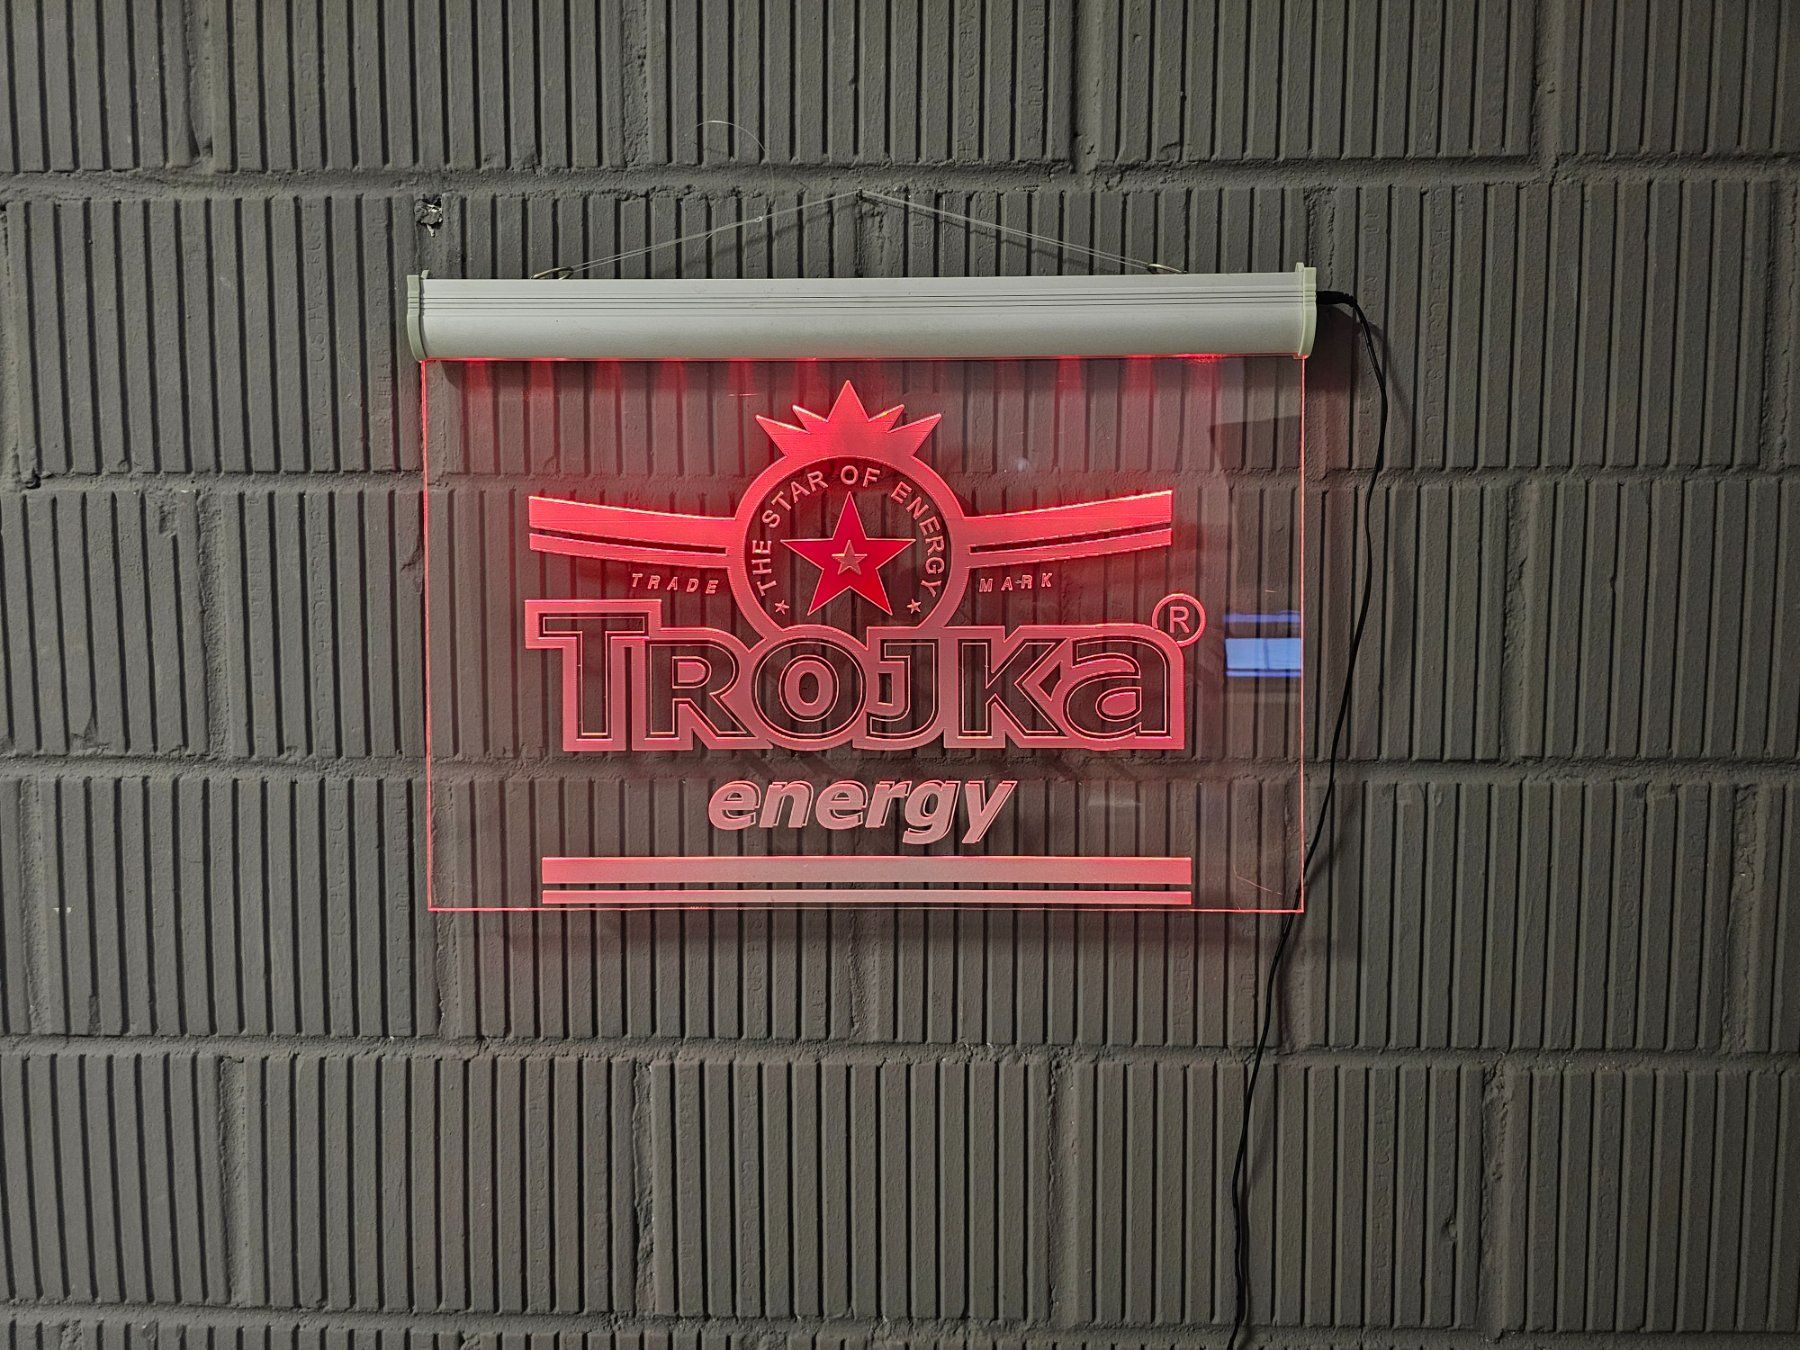 THE STAR OF ENERGY
TRADE MARK
TROJKa ®
energy